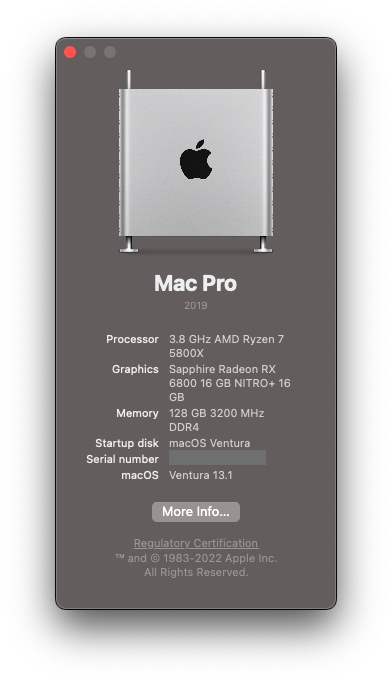 Mac Pro
2019
Processor 3.8 GHz AMD Ryzen 7
5800X
Graphics Sapphire Radeon RX
6800 16 GB NITRO+ 16
GB
Memory 128 GB 3200 MHz
DDR4
Startup disk macOS Ventura
Serial number
macOS Ventura 13.1
More Info...
Regulatory Certification
™ and © 1983-2022 Apple Inc.
All Rights Reserved.